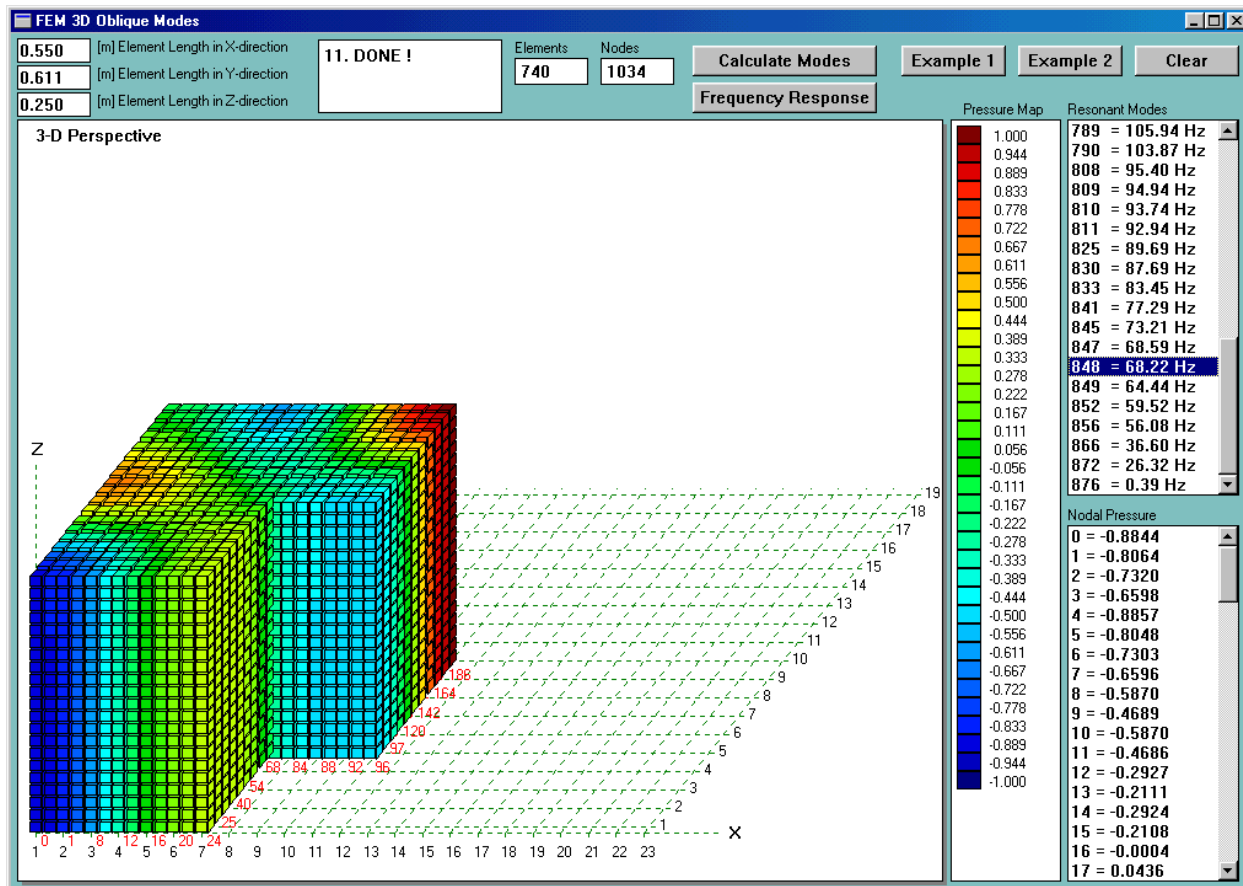 FEM 3D Oblique Modes
0.550 [m] Element Length in X-direction
0.611 [m] Element Length in Y-direction
0.250 [m] Element Length in Z-direction
11. DONE !
Elements
740
Nodes
1034
Calculate Modes
Frequency Response
Example 1
Example 2
Clear
3-D Perspective
Z
X
0 1 8 12 16 20 24
25
40
54
68 84 88 92 96
97
120
142
164
186
1 2 3 4 5 6 7 8 9 10 11 12 13 14 15 16 17 18 19 20 21 22 23
1
2
3
4
5
6
7
8
9
10
11
12
13
14
15
16
17
18
19
Pressure Map
1.000
0.944
0.889
0.833
0.778
0.722
0.667
0.611
0.556
0.500
0.444
0.389
0.333
0.278
0.222
0.167
0.111
0.056
-0.056
-0.111
-0.167
-0.222
-0.278
-0.333
-0.389
-0.444
-0.500
-0.556
-0.611
-0.667
-0.722
-0.778
-0.833
-0.889
-0.944
-1.000
Resonant Modes
789 = 105.94 Hz
790 = 103.87 Hz
808 = 95.40 Hz
809 = 94.94 Hz
810 = 93.74 Hz
811 = 92.94 Hz
825 = 89.69 Hz
830 = 87.69 Hz
833 = 83.45 Hz
841 = 77.29 Hz
845 = 73.21 Hz
847 = 68.59 Hz
848 = 68.22 Hz
849 = 64.44 Hz
852 = 59.52 Hz
856 = 56.08 Hz
866 = 36.60 Hz
872 = 26.32 Hz
876 = 0.39 Hz
Nodal Pressure
0 = -0.8844
1 = -0.8064
2 = -0.7320
3 = -0.6598
4 = -0.8857
5 = -0.8048
6 = -0.7303
7 = -0.6596
8 = -0.5870
9 = -0.4689
10 = -0.5870
11 = -0.4686
12 = -0.2927
13 = -0.2111
14 = -0.2924
15 = -0.2108
16 = -0.0004
17 = 0.0436